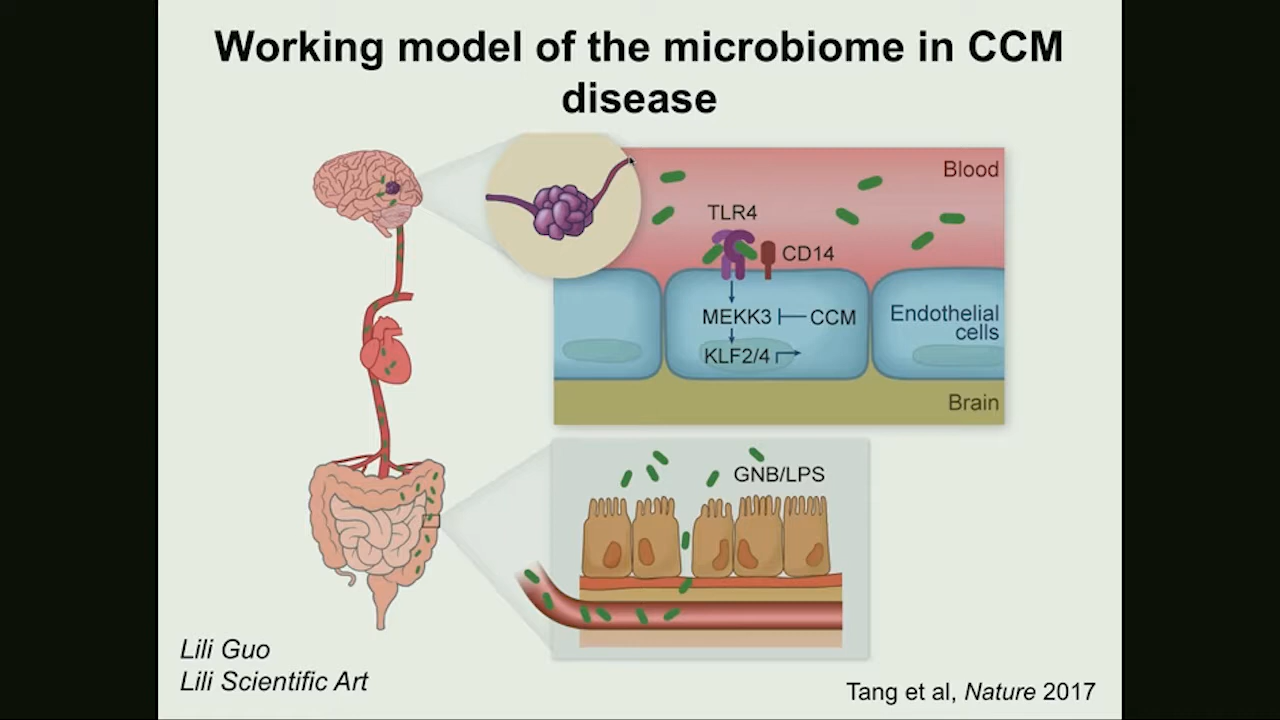 Working model of the microbiome in CCM
disease
Blood
TLR4
CD14
MEKK3 CCM
KLF2/4
Endothelial
cells
Brain
GNB/LPS
Lili Guo
Lili Scientific Art
Tang et al, Nature 2017